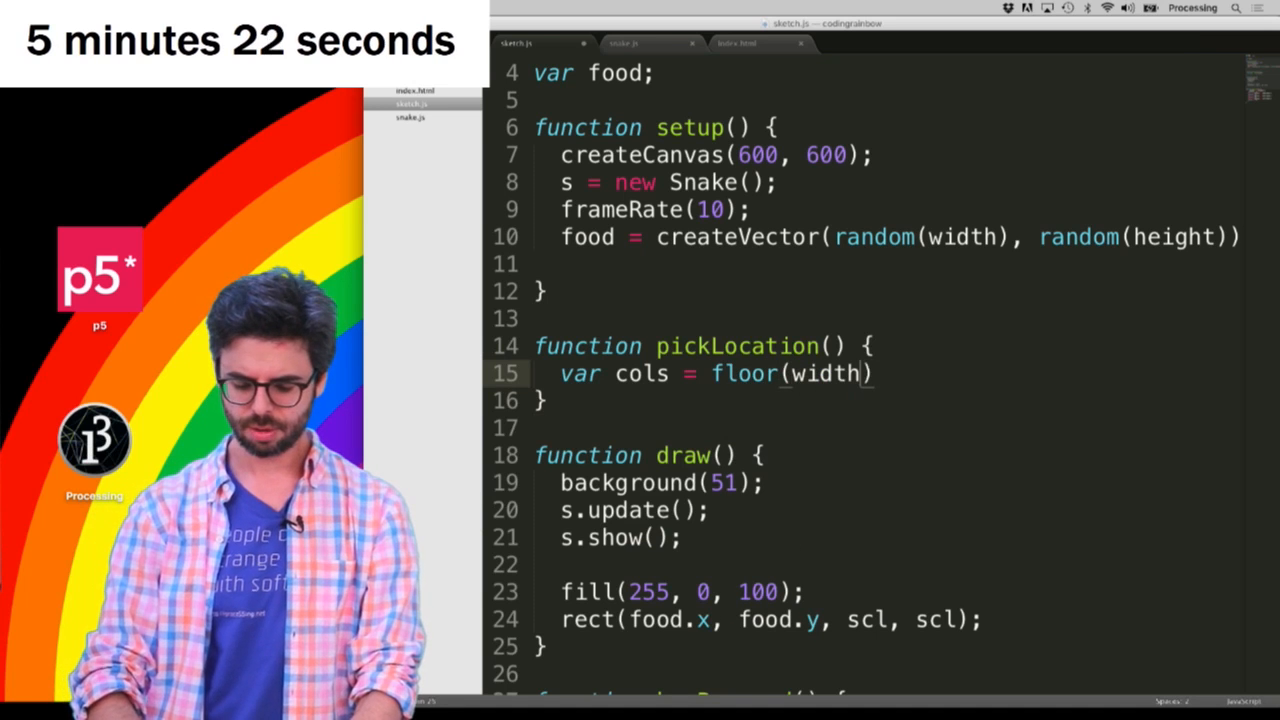 5 minutes 22 seconds
Processing
sketch.js — codingrainbow
sketch.js
snake.js
index.html
index.html
sketch.js
snake.js
p5*
p5
Processing
4 var food;
5
6 function setup() {
7 createCanvas(600, 600);
8 s = new Snake();
9 frameRate(10);
10 food = createVector(random(width), random(height))
11
12 }
13
14 function pickLocation() {
15 var cols = floor(width)
16 }
17
18 function draw() {
19 background(51);
20 s.update();
21 s.show();
22
23 fill(255, 0, 100);
24 rect(food.x, food.y, scl, scl);
25 }
26
eople
change
with soft
Spaces: 2
JavaScript